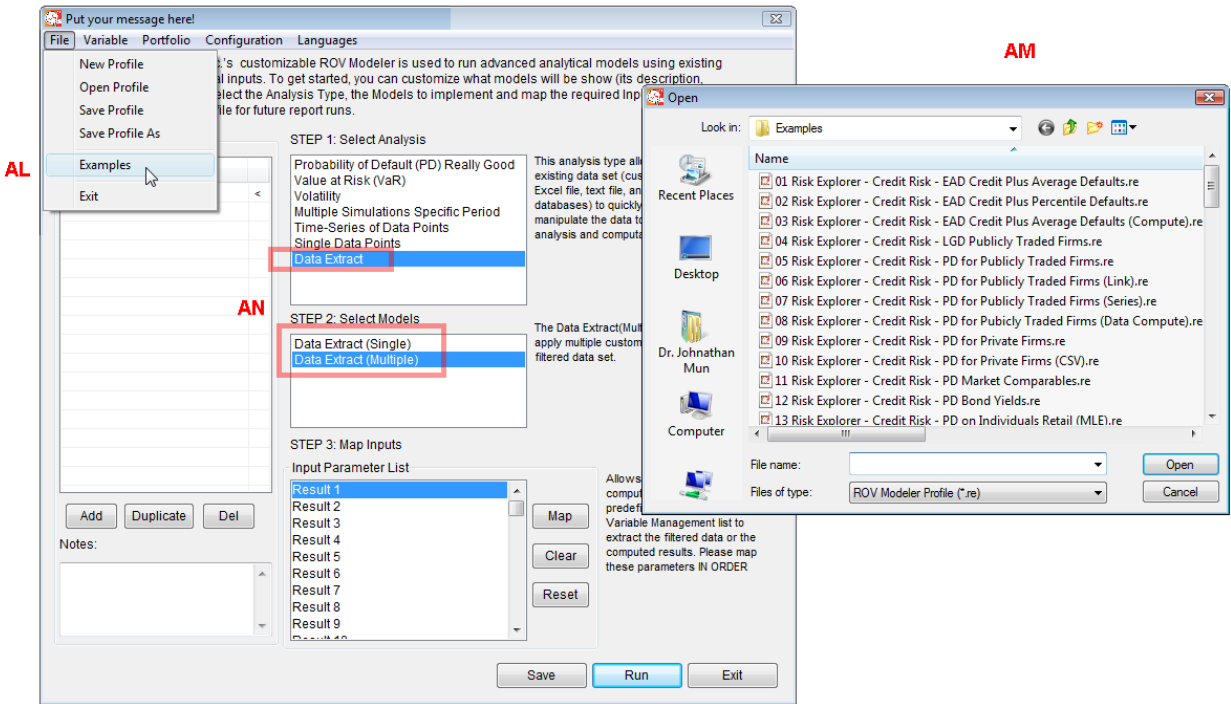 Put your message here!
File Variable Portfolio Configuration Languages
New Profile
Open Profile
Save Profile
Save Profile As
Examples
Exit
AL
.'s customizable ROV Modeler is used to run advanced analytical models using existing
al inputs. To get started, you can customize what models will be show (its description,
elect the Analysis Type, the Models to implement and map the required Inp
file for future report runs.
<
STEP 1: Select Analysis
Probability of Default (PD) Really Good
Value at Risk (VaR)
Volatility
Multiple Simulations Specific Period
Time-Series of Data Points
Single Data Points
Data Extract
This analysis type all
existing data set (cus
Excel file, text file, an
databases) to quickly
manipulate the data to
analysis and computa
AN
STEP 2: Select Models
Data Extract (Single)
Data Extract (Multiple)
The Data Extract(Mult
apply multiple custom
filtered data set.
STEP 3: Map Inputs
Input Parameter List
Result 1
Result 2
Result 3
Result 4
Result 5
Result 6
Result 7
Result 8
Result 9
Result 10
Map
Clear
Reset
Allows
comput
predefi
Variable Management list to
extract the filtered data or the
computed results. Please map
these parameters IN ORDER
Add Duplicate Del
Notes:
Save Run Exit
AM
Open
Look in: Examples
Recent Places
Desktop
Dr. Johnathan
Mun
Computer
Name
01 Risk Explorer - Credit Risk - EAD Credit Plus Average Defaults.re
02 Risk Explorer - Credit Risk - EAD Credit Plus Percentile Defaults.re
03 Risk Explorer - Credit Risk - EAD Credit Plus Average Defaults (Compute).re
04 Risk Explorer - Credit Risk - LGD Publicly Traded Firms.re
05 Risk Explorer - Credit Risk - PD for Publicly Traded Firms.re
06 Risk Explorer - Credit Risk - PD for Publicly Traded Firms (Link).re
07 Risk Explorer - Credit Risk - PD for Publicly Traded Firms (Series).re
08 Risk Explorer - Credit Risk - PD for Pubicly Traded Firms (Data Compute).re
09 Risk Explorer - Credit Risk - PD for Private Firms.re
10 Risk Explorer - Credit Risk - PD for Private Firms (CSV).re
11 Risk Explorer - Credit Risk - PD Market Comparables.re
12 Risk Explorer - Credit Risk - PD Bond Yields.re
13 Risk Explorer - Credit Risk - PD on Individuals Retail (MLE).re
File name:
Open
Files of type: ROV Modeler Profile (*.re)
Cancel